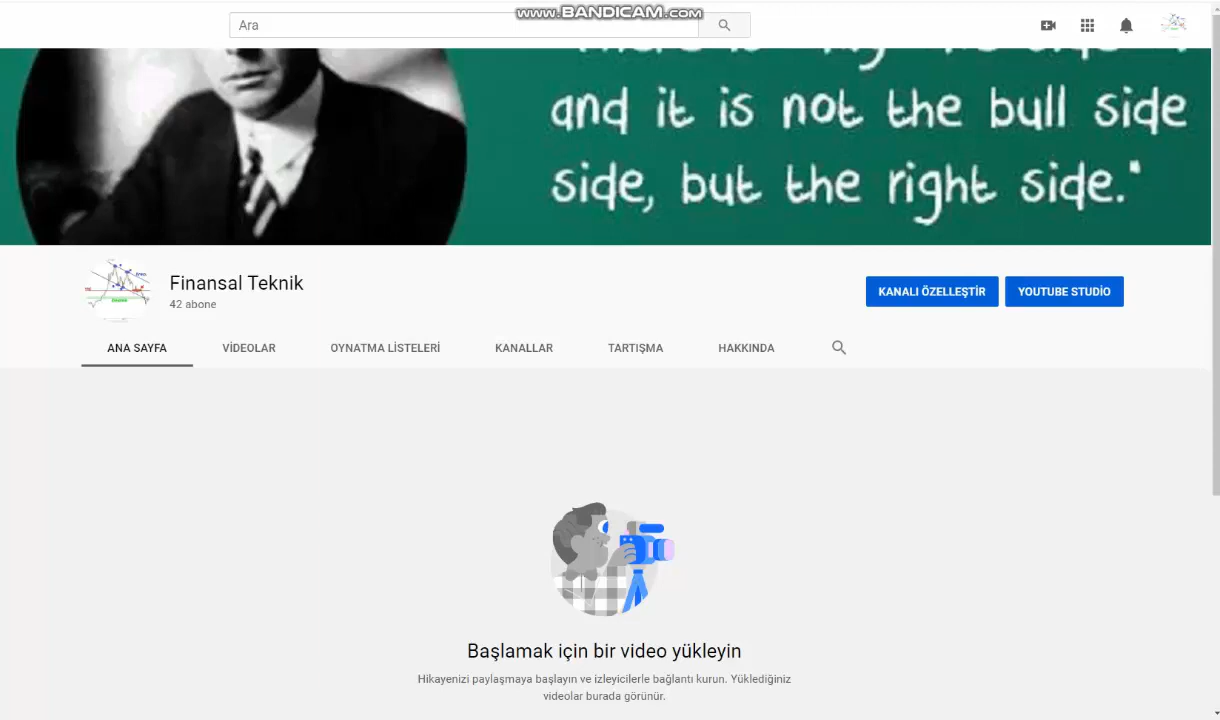 www.BANDICAM.com
Ara
and it is not the bull side
side, but the right side."
Finansal Teknik
42 abone
KANALI ÖZELLEŞTİR
YOUTUBE STUDIO
ANA SAYFA
VİDEOLAR
OYNATMA LİSTELERİ
KANALLAR
TARTIŞMA
HAKKINDA
Başlamak için bir video yükleyin
Hikayenizi paylaşmaya başlayın ve izleyicilerle bağlantı kurun. Yüklediğiniz
videolar burada görünür.